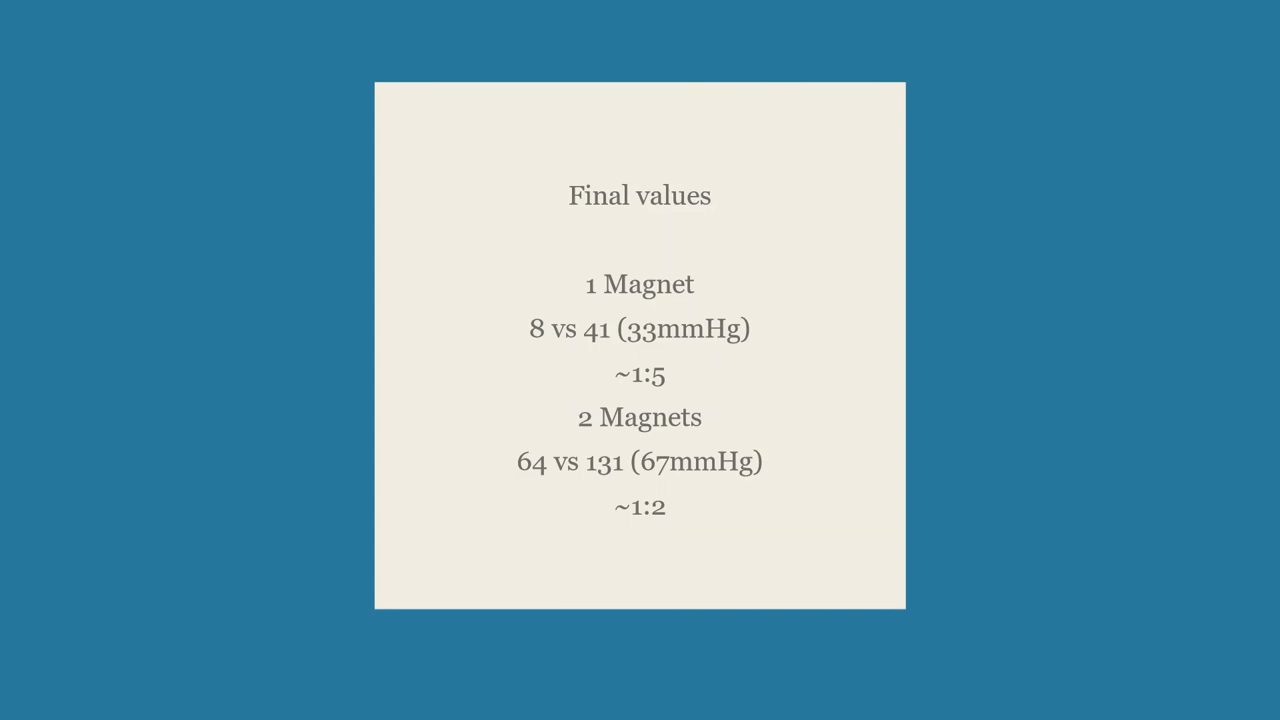 Final values
1 Magnet
8 vs 41 (33mmHg)
~1:5
2 Magnets
64 vs 131 (67mmHg)
~1:2